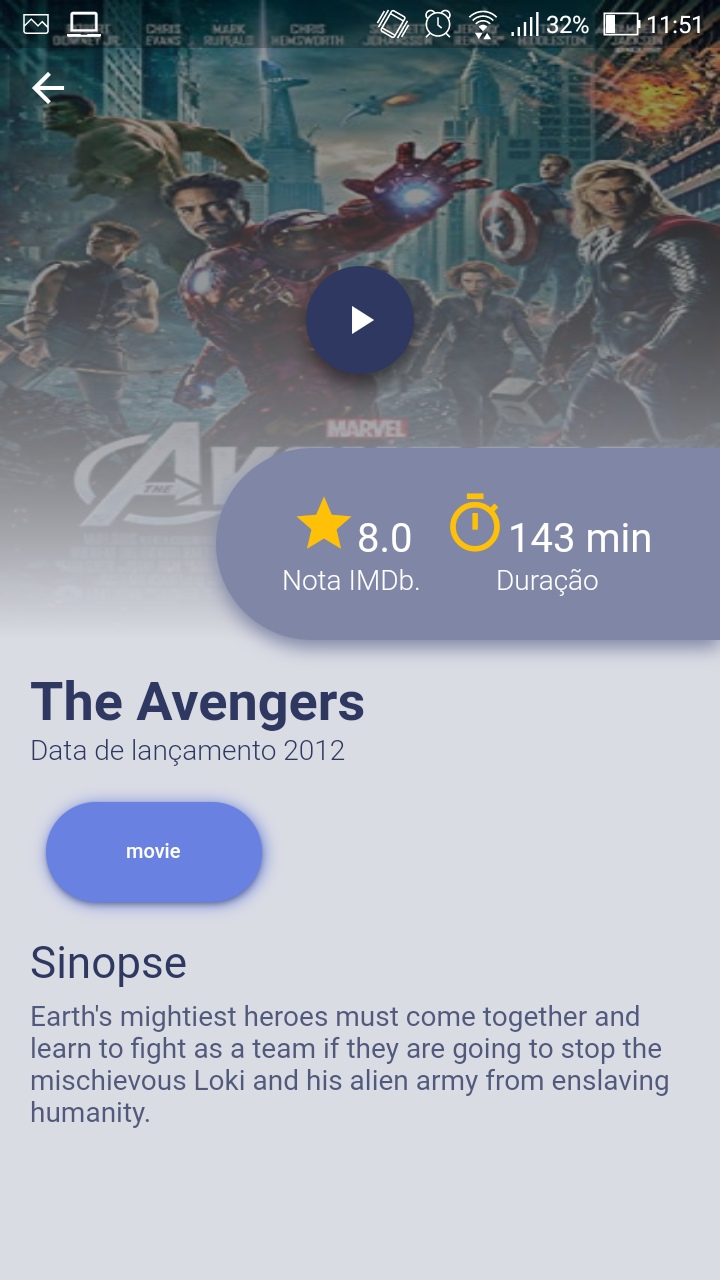 32% 11:51
CHRIS EVANS MARK RUFFALO CHRIS HEMSWORTH
MARVEL
THE
8.0 143 min
Nota IMDb. Duração
The Avengers
Data de lançamento 2012
movie
Sinopse
Earth's mightiest heroes must come together and
learn to fight as a team if they are going to stop the
mischievous Loki and his alien army from enslaving
humanity.